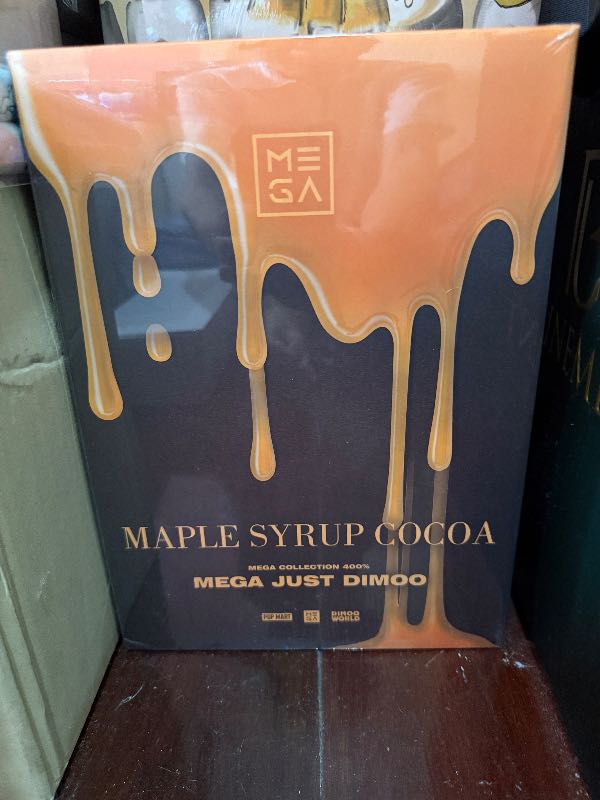 ME
GA
MAPLE SYRUP COCOA
MEGA COLLECTION 400%
MEGA JUST DIMOO
POP MART
ME
GA
DIMOO
WORLD